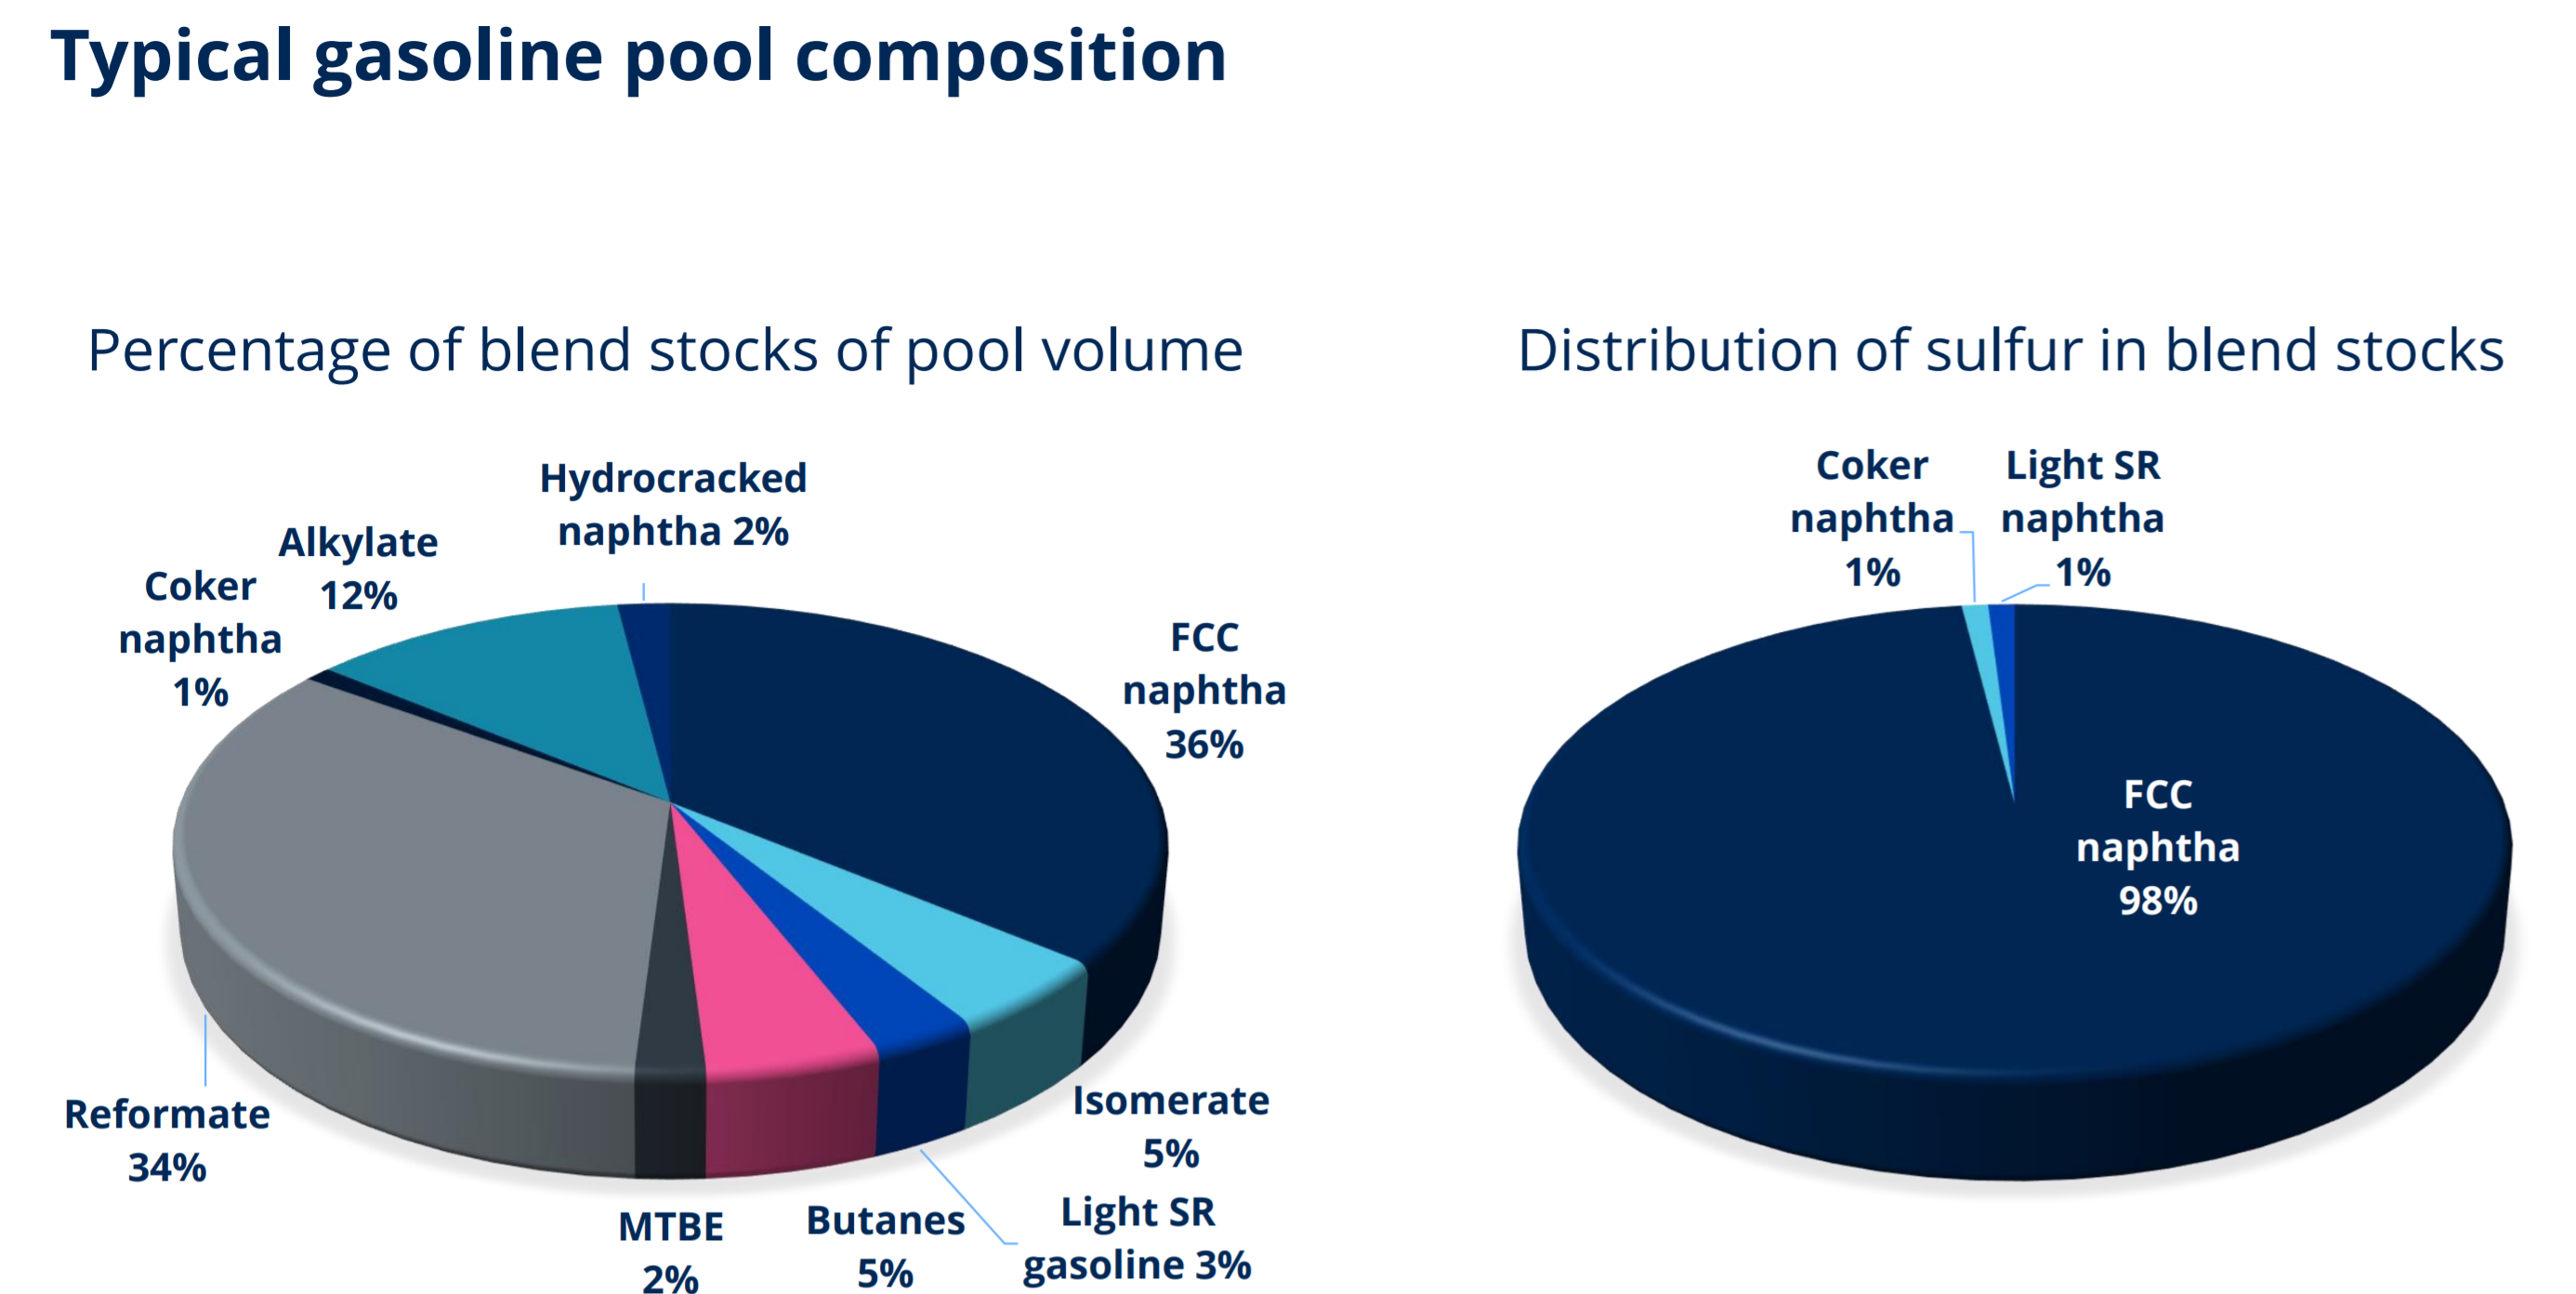 Typical gasoline pool composition
Percentage of blend stocks of pool volume
Hydrocracked
naphtha 2%
Alkylate
12%
Coker
naphtha
1%
FCC
naphtha
36%
Reformate
34%
Isomerate
5%
Light SR
gasoline 3%
Butanes
5%
MTBE
2%
Distribution of sulfur in blend stocks
Coker
naphtha
1%
Light SR
naphtha
1%
FCC
naphtha
98%